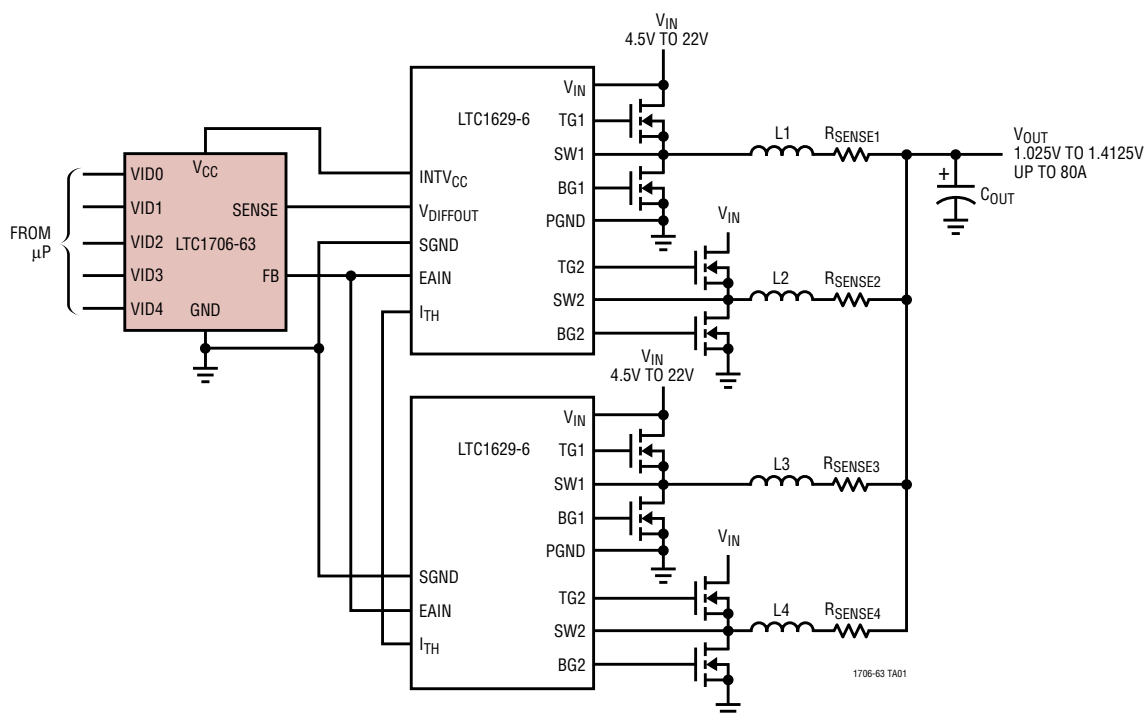 VIN
4.5V TO 22V
VIN
LTC1629-6
TG1
SW1
BG1
PGND
TG2
SW2
BG2
INTVCC
VDIFFOUT
SGND
EAIN
ITH
VCC
VID0
VID1
VID2
VID3
VID4
SENSE
LTC1706-63
FB
GND
FROM
µP
L1
RSENSE1
VOUT
1.025V TO 1.4125V
UP TO 80A
+
COUT
VIN
L2
RSENSE2
VIN
4.5V TO 22V
VIN
LTC1629-6
TG1
SW1
BG1
PGND
SGND
TG2
EAIN
SW2
ITH
BG2
L3
RSENSE3
VIN
L4
RSENSE4
1706-63 TA01